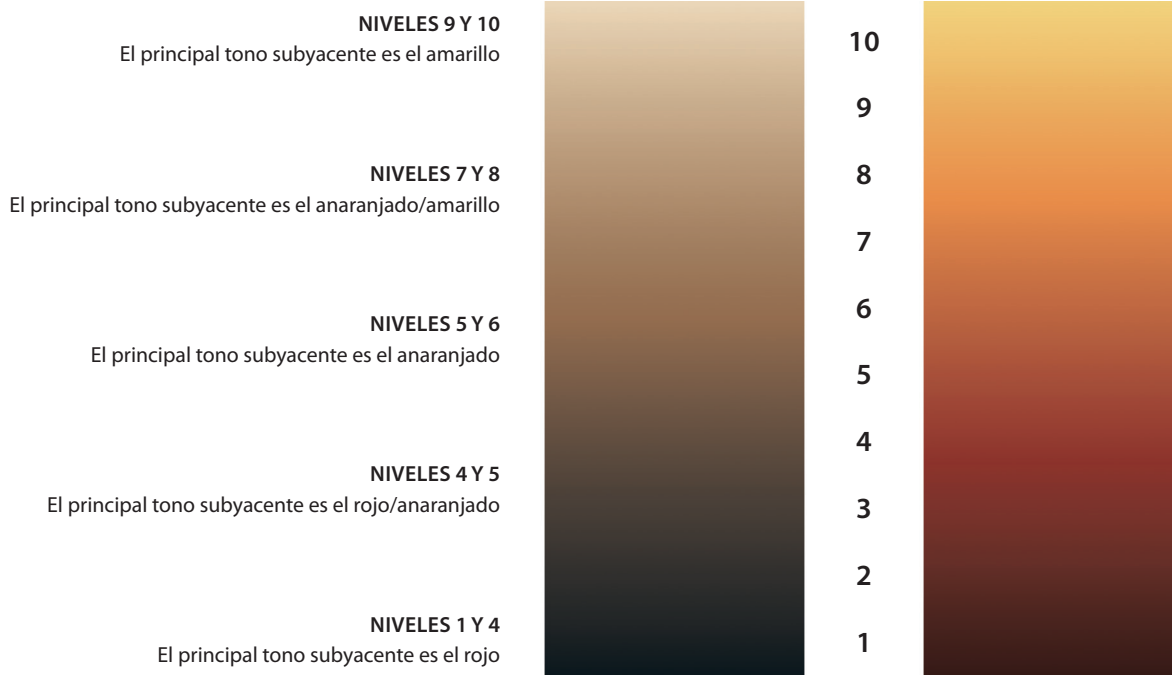 NIVELES 9 Y 10
El principal tono subyacente es el amarillo
10
9
NIVELES 7 Y 8
El principal tono subyacente es el anaranjado/amarillo
8
7
NIVELES 5 Y 6
El principal tono subyacente es el anaranjado
6
5
NIVELES 4 Y 5
El principal tono subyacente es el rojo/anaranjado
4
3
2
NIVELES 1 Y 4
El principal tono subyacente es el rojo
1